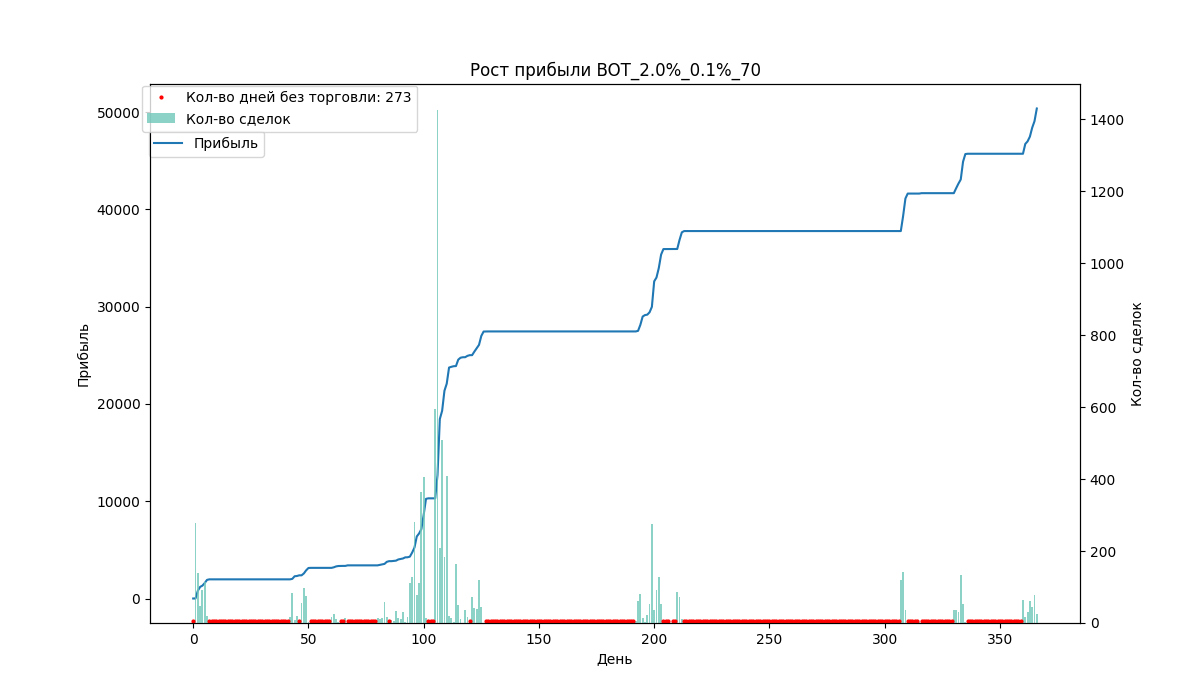 Рост прибыли BOT_2.0%_0.1%_70
Кол-во дней без торговли: 273
Кол-во сделок
Прибыль
50000
40000
30000
20000
10000
0
Прибыль
1400
1200
1000
800
600
400
200
0
Кол-во сделок
0 50 100 150 200 250 300 350
День